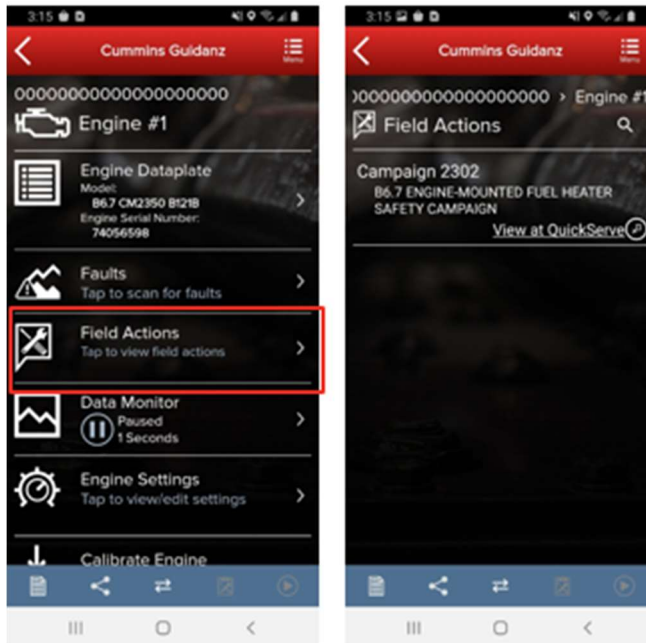 3:15
Cummins Guidanz
Menu
00000000000000000000000
Engine #1
Engine Dataplate
Model:
B6.7 CM2350 B121B
Engine Serial Number:
74056598
Faults
Tap to scan for faults
Field Actions
Tap to view field actions
Data Monitor
Paused
1 Seconds
Engine Settings
Tap to view/edit settings
Calibrate Engine
3:15
Cummins Guidanz
Menu
Engine #1
Field Actions
Campaign 2302
B6.7 ENGINE-MOUNTED FUEL HEATER
SAFETY CAMPAIGN
View at QuickServe